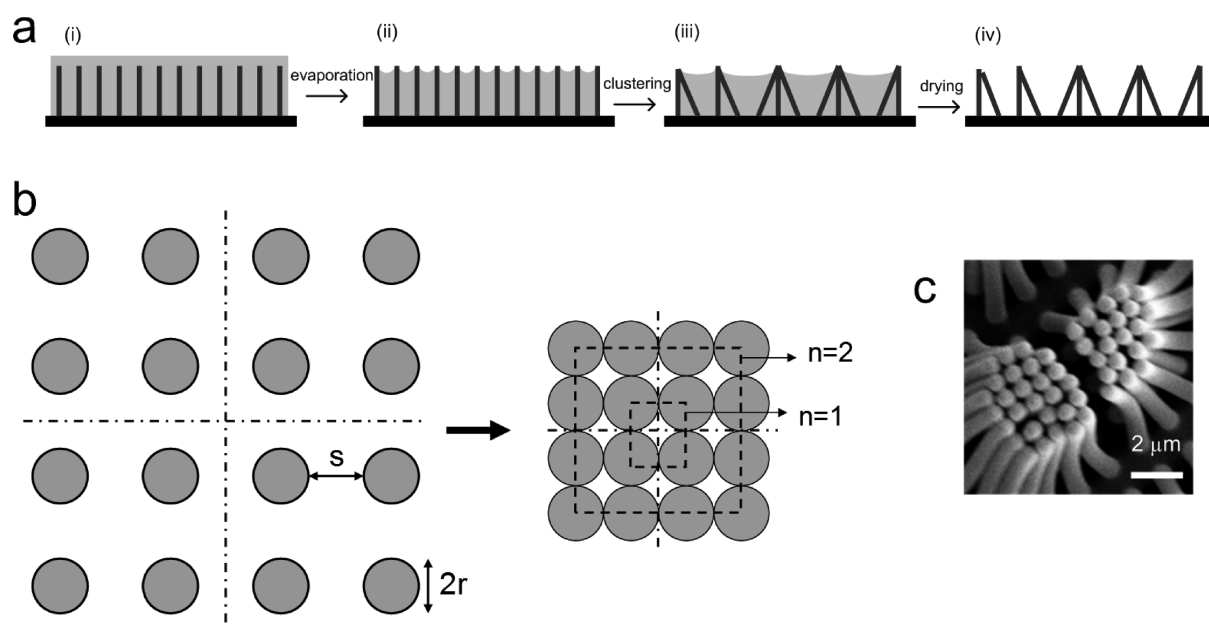 a
(i)
(ii)
(iii)
(iv)
evaporation
clustering
drying
b
s
2r
n=2
n=1
c
2 μm